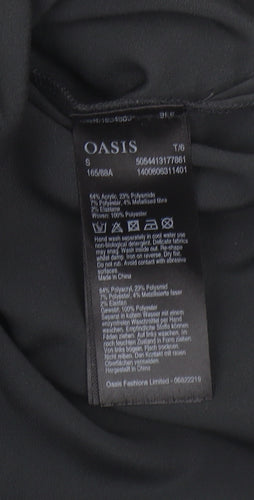 OASIS T/6
S 5054413177861
165/88A 1400606311401
64% Acrylic, 23% Polyamide
7% Polyester, 4% Metallised fibre
2% Elastane
Woven: 100% Polyester
Hand wash separately in cool water use
non-biological detergent. Delicate fabrics
may snag. Wash inside out. Re-shape
whilst damp. Iron on reverse. Dry flat.
Do not rub. Avoid contact with abrasive
surfaces.
Made in China
64% Polyacryl, 23% Polyamid
7% Polyester, 4% Metallisierte faser
2% Elastan
Gewebt: 100% Polyester
Separat in kaltem Wasser mit einem
enzymfreien Waschmittel per Hand
waschen. Empfindliche Stoffe können
Fäden ziehen. Auf links waschen, in
noch feuchten Zustand in Form ziehen.
Von links bügeln. Flach trocknen.
Nicht reiben. Den Kontakt mit rauen
Oberflächen vermeiden
Hergestellt in China
Oasis Fashions Limited - 06822219